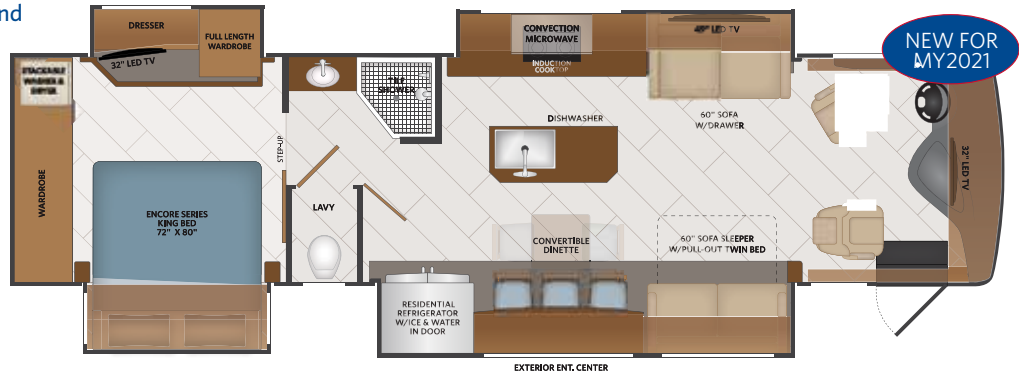 nd
DRESSER
FULL LENGTH
WARDROBE
32" LED TV
STACKABLE
WASHER &
DRYER
WARDROBE
ENCORE SERIES
KING BED
72" X 80"
STEP-UP
TILE
SHOWER
LAVY
CONVECTION
MICROWAVE
INDUCTION
COOKTOP
LED TV
DISHWASHER
60" SOFA
W/DRAWER
NEW FOR
MY2021
32" LED TV
CONVERTIBLE
DINETTE
60" SOFA SLEEPER
W/PULL-OUT TWIN BED
RESIDENTIAL
REFRIGERATOR
W/ICE & WATER
IN DOOR
EXTERIOR ENT. CENTER